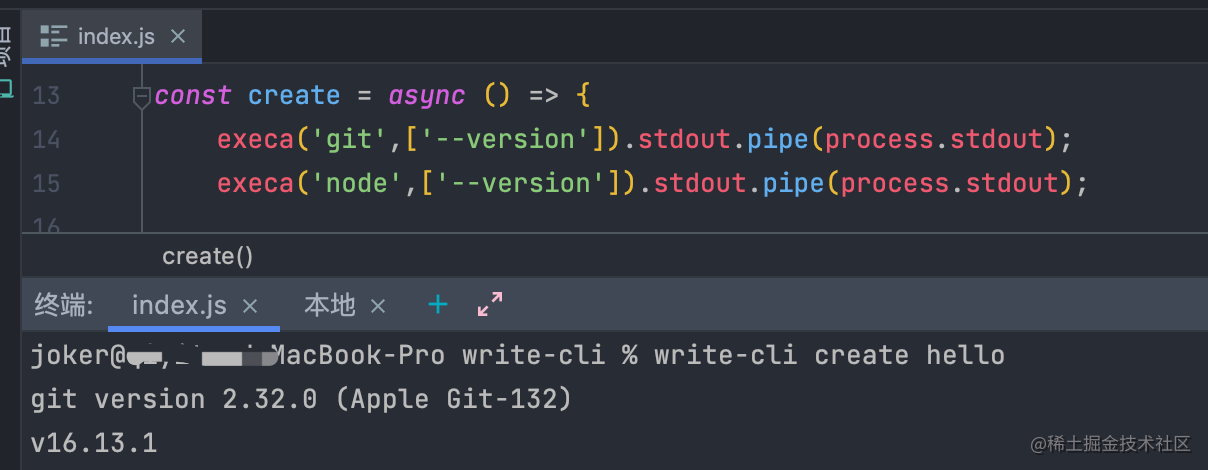 项目
index.js
13 const create = async () => {
14 execa('git',['--version']).stdout.pipe(process.stdout);
15 execa('node',['--version']).stdout.pipe(process.stdout);
16
create()
终端: index.js 本地
joker@ MacBook-Pro write-cli % write-cli create hello
git version 2.32.0 (Apple Git-132)
v16.13.1
@稀土掘金技术社区